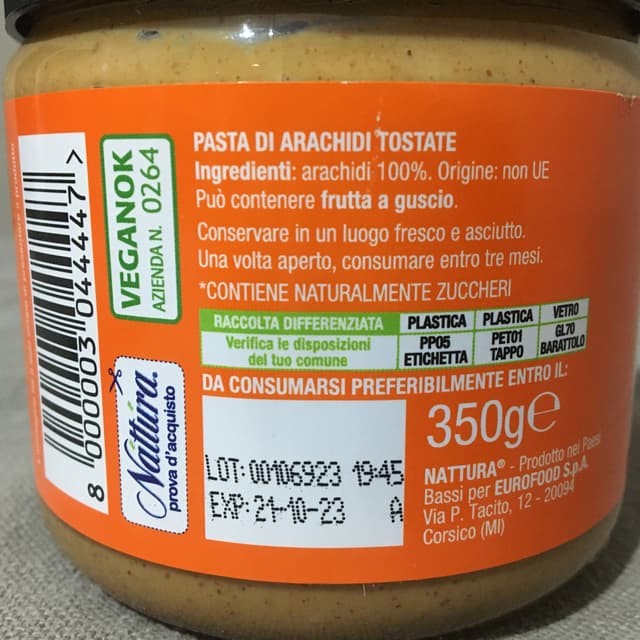 PASTA DI ARACHIDI TOSTATE
Ingredienti: arachidi 100%. Origine: non UE
Può contenere frutta a guscio.
Conservare in un luogo fresco e asciutto.
Una volta aperto, consumare entro tre mesi.
*CONTIENE NATURALMENTE ZUCCHERI
RACCOLTA DIFFERENZIATA
Verifica le disposizioni
del tuo comune
PLASTICA
PP05
ETICHETTA
PLASTICA
PET01
TAPPO
VETRO
GL70
BARATTOLO
DA CONSUMARSI PREFERIBILMENTE ENTRO IL:
LOT:00106923 19:45
EXP:21-10-23 A
350g℮
NATTURA® - Prodotto nei Paesi
Bassi per EUROFOOD S.p.A.
Via P. Tacito, 12 - 20094
Corsico (MI)
VEGANOK
AZIENDA N. 0264
Nattura.
prova d'acquisto
8 000003 044447 >